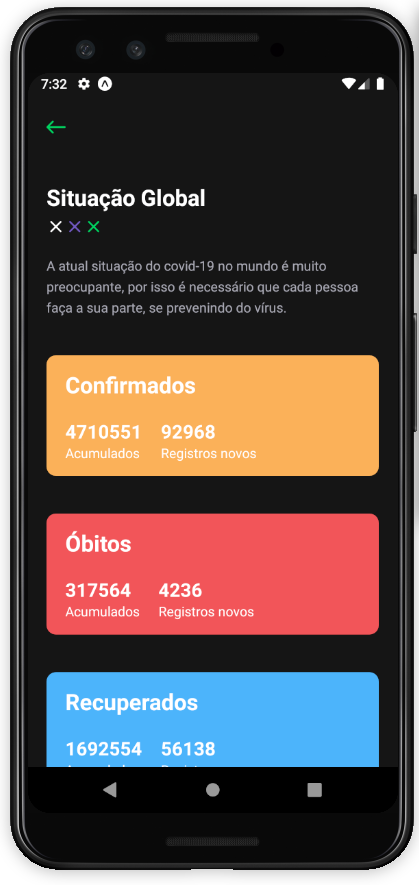 7:32
Situação Global
A atual situação do covid-19 no mundo é muito
preocupante, por isso é necessário que cada pessoa
faça a sua parte, se prevenindo do vírus.
Confirmados
4710551 92968
Acumulados Registros novos
Óbitos
317564 4236
Acumulados Registros novos
Recuperados
1692554 56138